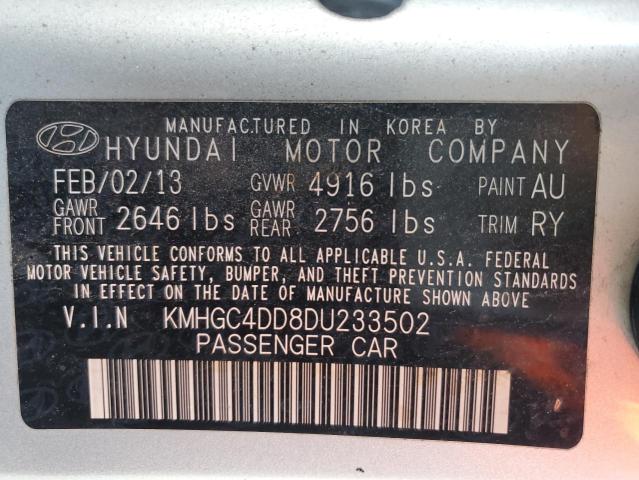 MANUFACTURED IN KOREA BY
HYUNDAI MOTOR COMPANY
FEB/02/13 GVWR 4916 lbs PAINT AU
GAWR FRONT 2646 lbs GAWR REAR 2756 lbs TRIM RY
THIS VEHICLE CONFORMS TO ALL APPLICABLE U.S.A. FEDERAL
MOTOR VEHICLE SAFETY, BUMPER, AND THEFT PREVENTION STANDARDS
IN EFFECT ON THE DATE OF MANUFACTURE SHOWN ABOVE
V.I.N KMHGC4DD8DU233502
PASSENGER CAR